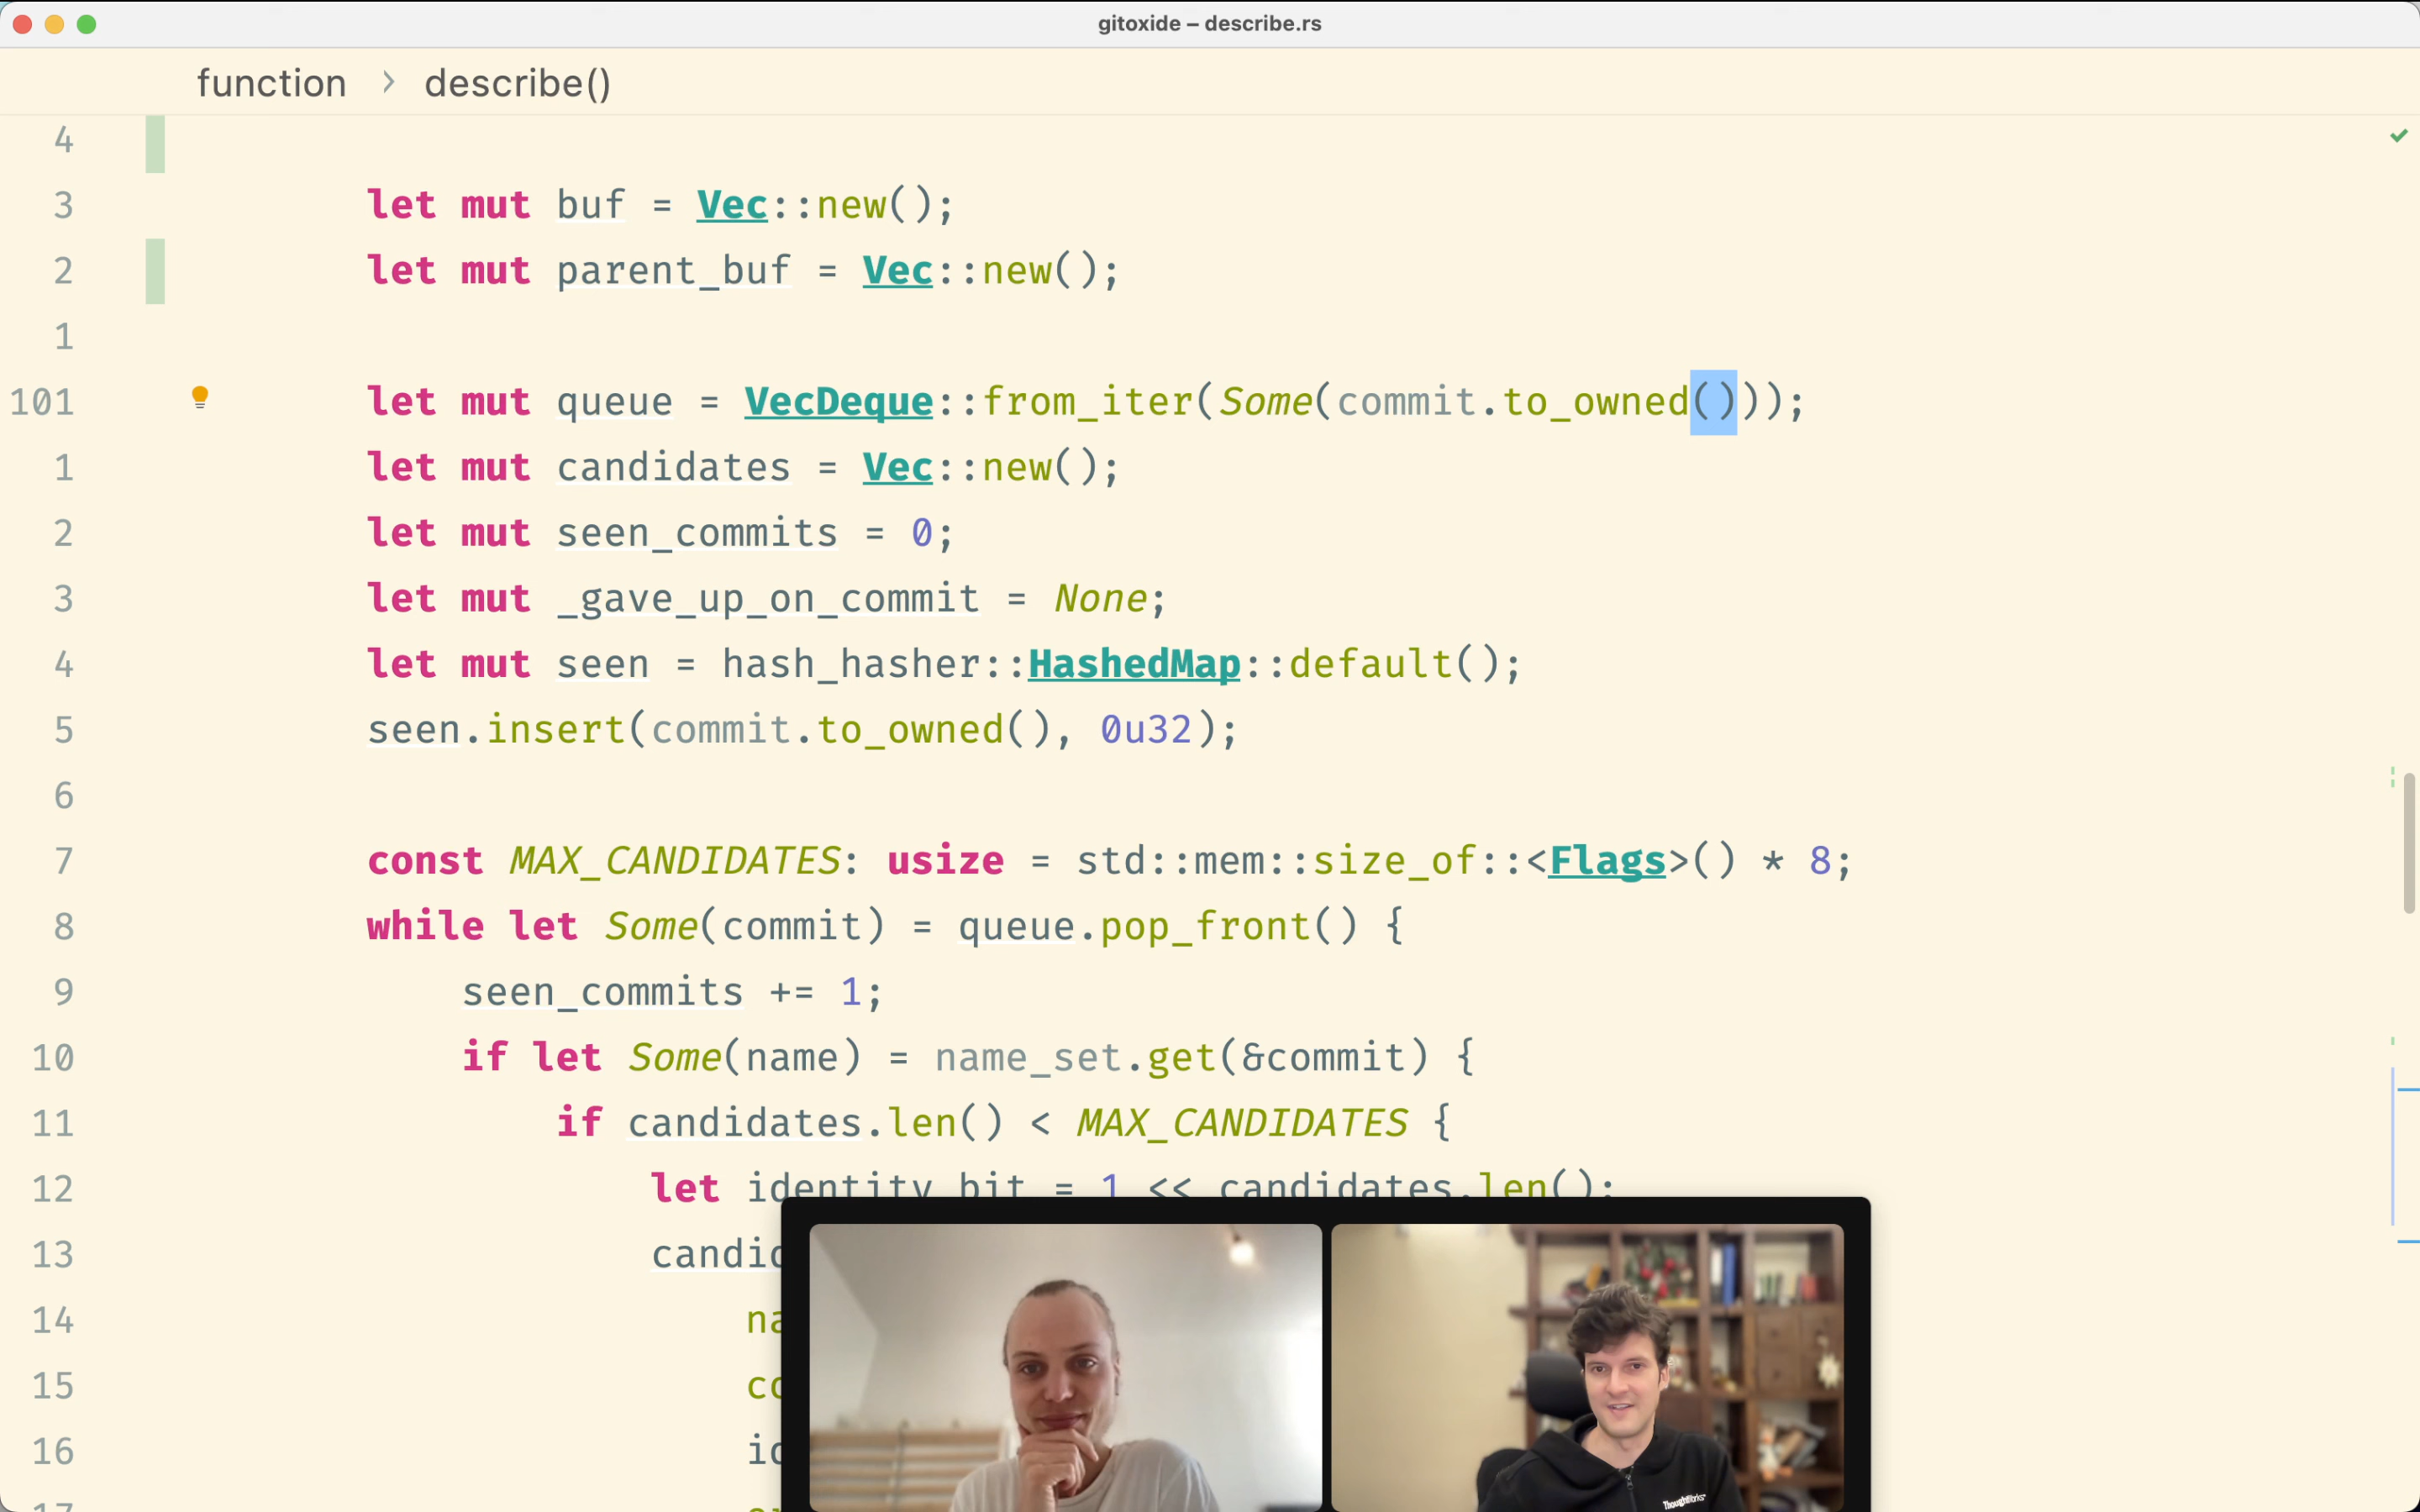 gitoxide – describe.rs
function > describe()
4
3 let mut buf = Vec::new();
2 let mut parent_buf = Vec::new();
1
101 let mut queue = VecDeque::from_iter(Some(commit.to_owned()));
1 let mut candidates = Vec::new();
2 let mut seen_commits = 0;
3 let mut _gave_up_on_commit = None;
4 let mut seen = hash_hasher::HashedMap::default();
5 seen.insert(commit.to_owned(), 0u32);
6
7 const MAX_CANDIDATES: usize = std::mem::size_of::<Flags>() * 8;
8 while let Some(commit) = queue.pop_front() {
9 seen_commits += 1;
10 if let Some(name) = name_set.get(&commit) {
11 if candidates.len() < MAX_CANDIDATES {
12 let identity_bit = 1 << candidates.len();
13
14
15
16
17
ThoughtWorks